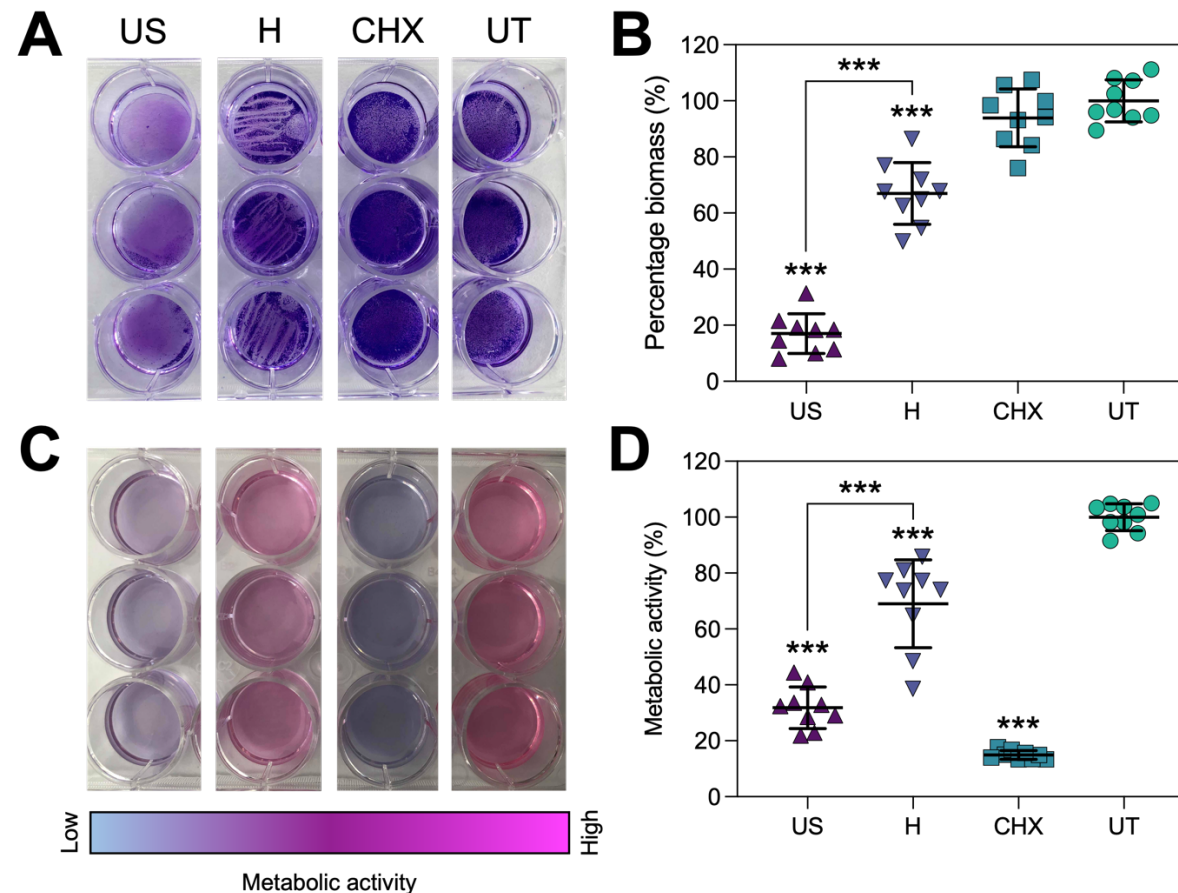 A
US H CHX UT
B
Percentage biomass (%)
120
100
80
60
40
20
0
***
***
***
US H CHX UT
C
Low
High
Metabolic activity
D
Metabolic activity (%)
120
100
80
60
40
20
0
***
***
***
***
US H CHX UT